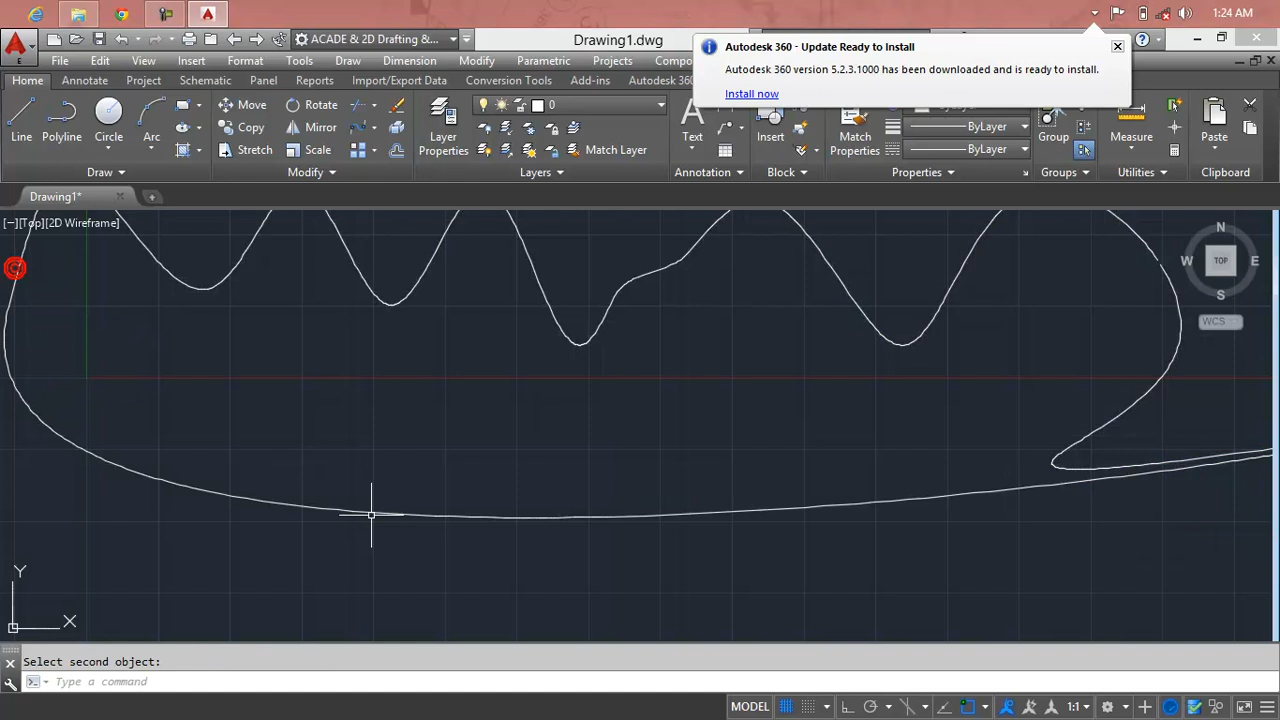 1:24 AM
ACADE & 2D Drafting &...
Drawing1.dwg
E
File
Edit
View
Insert
Format
Tools
Draw
Dimension
Modify
Parametric
Projects
Compo
Autodesk 360 - Update Ready to Install
Autodesk 360 version 5.2.3.1000 has been downloaded and is ready to install.
Install now
Home
Annotate
Project
Schematic
Panel
Reports
Import/Export Data
Conversion Tools
Add-ins
Autodesk 360
Line
Polyline
Circle
Arc
Move
Rotate
Copy
Mirror
Stretch
Scale
Layer
Properties
0
Match Layer
A
Text
Insert
Match
Properties
ByLayer
ByLayer
Group
Measure
Paste
Draw
Modify
Layers
Annotation
Block
Properties
Groups
Utilities
Clipboard
Drawing1*
[−][Top][2D Wireframe]
N
W
TOP
E
S
WCS
Y
X
Select second object:
Type a command
MODEL
1:1